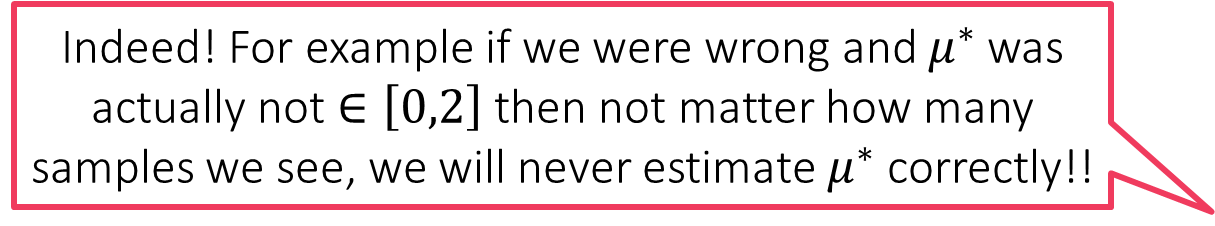 Indeed! For example if we were wrong and μ* was
actually not ∈ [0,2] then not matter how many
samples we see, we will never estimate μ* correctly!!